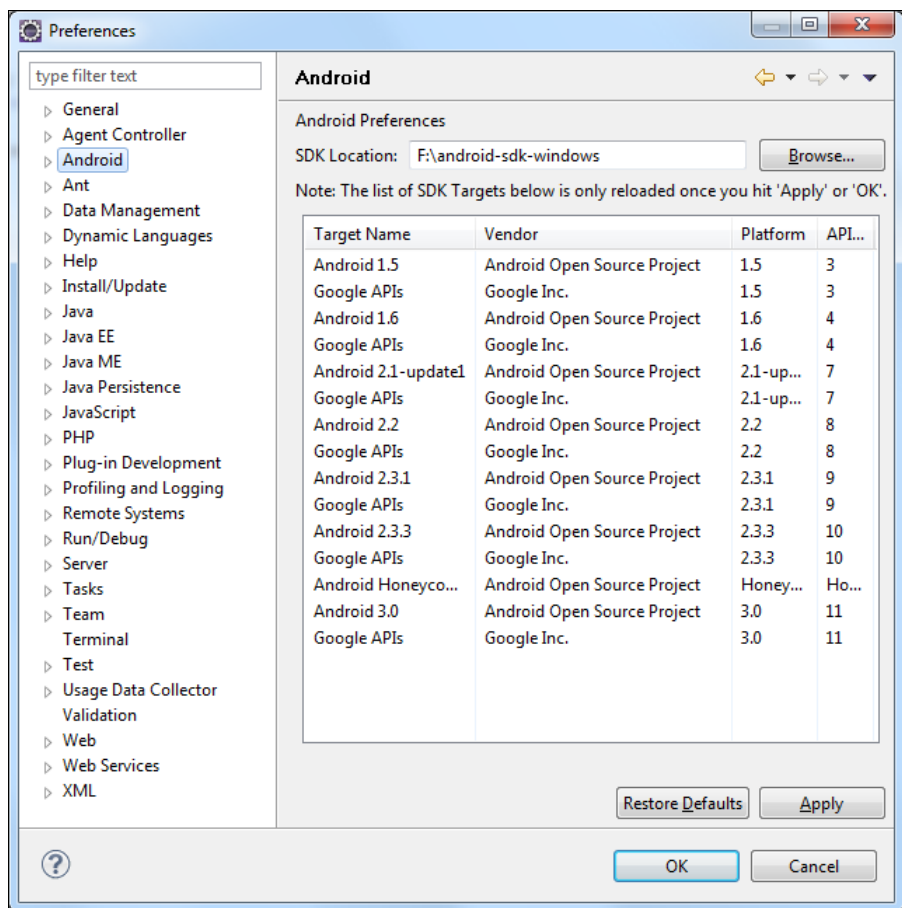 Preferences
type filter text
General
Agent Controller
Android
Ant
Data Management
Dynamic Languages
Help
Install/Update
Java
Java EE
Java ME
Java Persistence
JavaScript
PHP
Plug-in Development
Profiling and Logging
Remote Systems
Run/Debug
Server
Tasks
Team
Terminal
Test
Usage Data Collector
Validation
Web
Web Services
XML
Android
Android Preferences
SDK Location: F:\android-sdk-windows Browse...
Note: The list of SDK Targets below is only reloaded once you hit 'Apply' or 'OK'.
Target Name Vendor Platform API...
Android 1.5 Android Open Source Project 1.5 3
Google APIs Google Inc. 1.5 3
Android 1.6 Android Open Source Project 1.6 4
Google APIs Google Inc. 1.6 4
Android 2.1-update1 Android Open Source Project 2.1-up... 7
Google APIs Google Inc. 2.1-up... 7
Android 2.2 Android Open Source Project 2.2 8
Google APIs Google Inc. 2.2 8
Android 2.3.1 Android Open Source Project 2.3.1 9
Google APIs Google Inc. 2.3.1 9
Android 2.3.3 Android Open Source Project 2.3.3 10
Google APIs Google Inc. 2.3.3 10
Android Honeyco... Android Open Source Project Honey... Ho...
Android 3.0 Android Open Source Project 3.0 11
Google APIs Google Inc. 3.0 11
Restore Defaults Apply
? OK Cancel